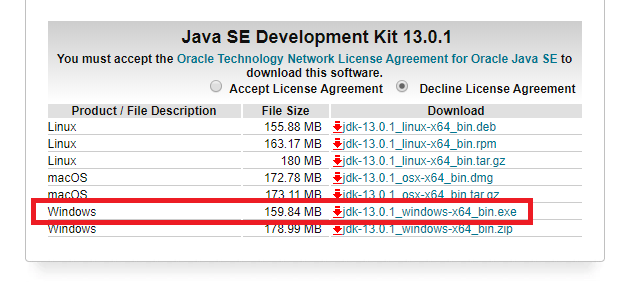 Java SE Development Kit 13.0.1
You must accept the Oracle Technology Network License Agreement for Oracle Java SE to
download this software.
Accept License Agreement Decline License Agreement
Product / File Description File Size Download
Linux 155.88 MB jdk-13.0.1_linux-x64_bin.deb
Linux 163.17 MB jdk-13.0.1_linux-x64_bin.rpm
Linux 180 MB jdk-13.0.1_linux-x64_bin.tar.gz
macOS 172.78 MB jdk-13.0.1_osx-x64_bin.dmg
macOS 173.11 MB jdk-13.0.1_osx-x64_bin.tar.gz
Windows 159.84 MB jdk-13.0.1_windows-x64_bin.exe
Windows 178.99 MB jdk-13.0.1_windows-x64_bin.zip